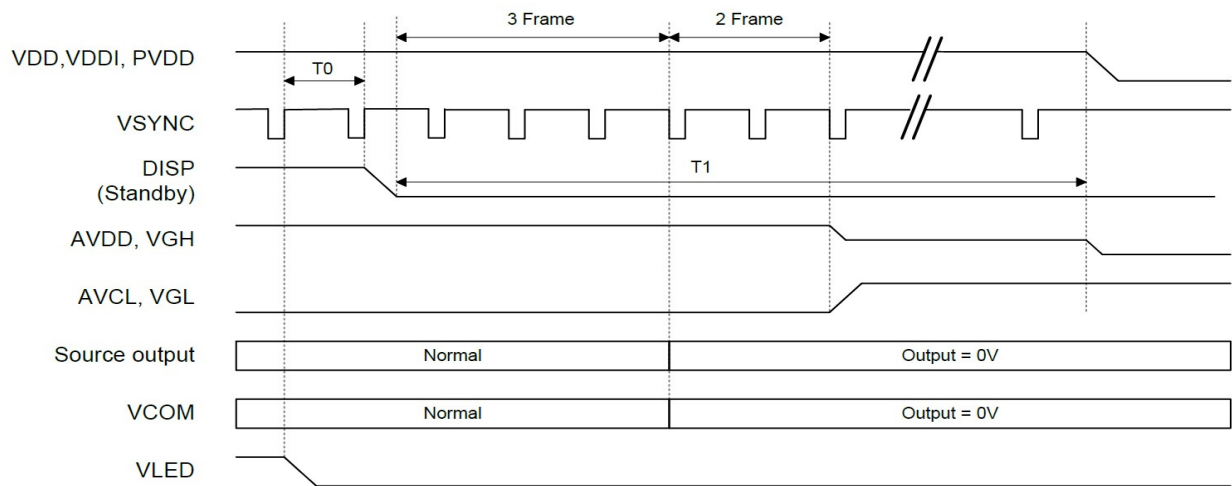 3 Frame
2 Frame
VDD,VDDI, PVDD
T0
VSYNC
DISP
(Standby)
T1
AVDD, VGH
AVCL, VGL
Source output
Normal
Output = 0V
VCOM
Normal
Output = 0V
VLED